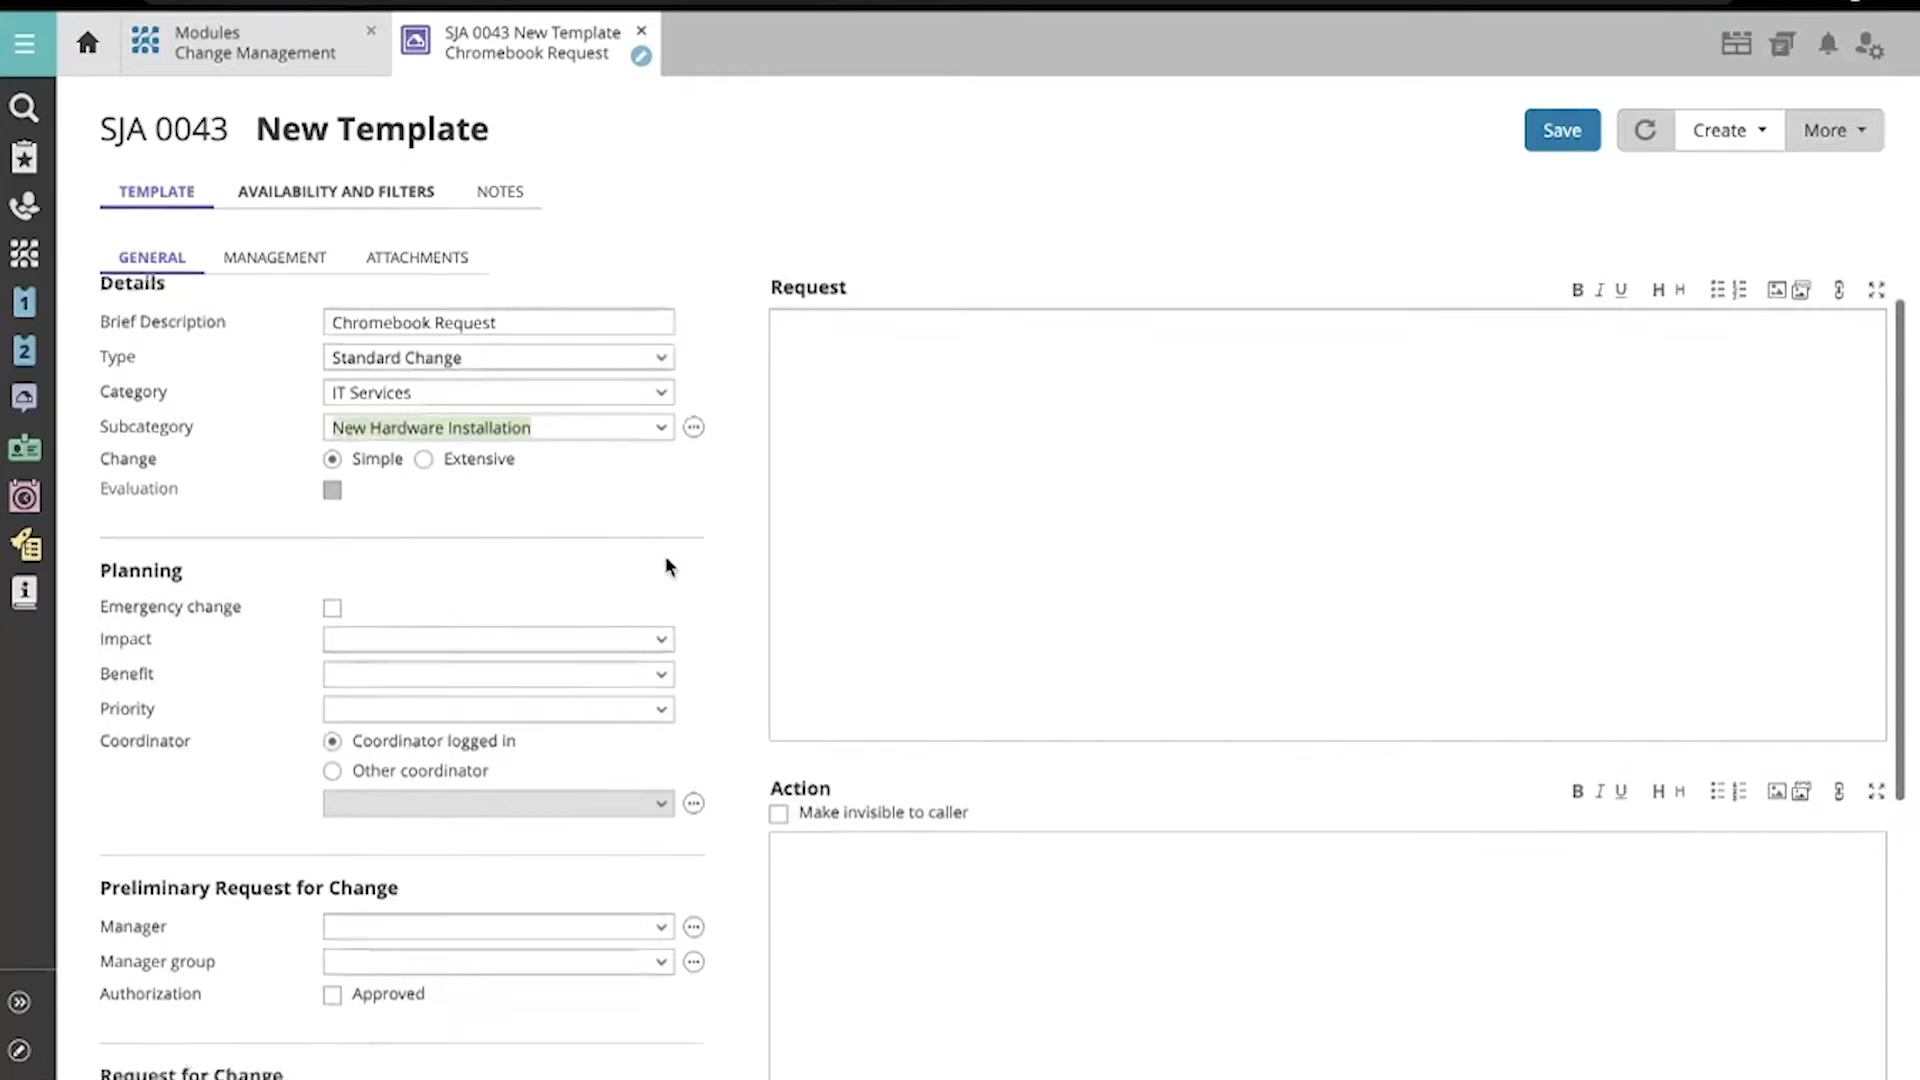 Modules
Change Management
SJA 0043 New Template
Chromebook Request
SJA 0043 New Template
Save
Create
More
TEMPLATE
AVAILABILITY AND FILTERS
NOTES
GENERAL
MANAGEMENT
ATTACHMENTS
Details
Brief Description
Chromebook Request
Type
Standard Change
Category
IT Services
Subcategory
New Hardware Installation
Change
Simple
Extensive
Evaluation
Planning
Emergency change
Impact
Benefit
Priority
Coordinator
Coordinator logged in
Other coordinator
Preliminary Request for Change
Manager
Manager group
Authorization
Approved
Request for Change
Request
B I U H H
Action
B I U H H
Make invisible to caller
1
2